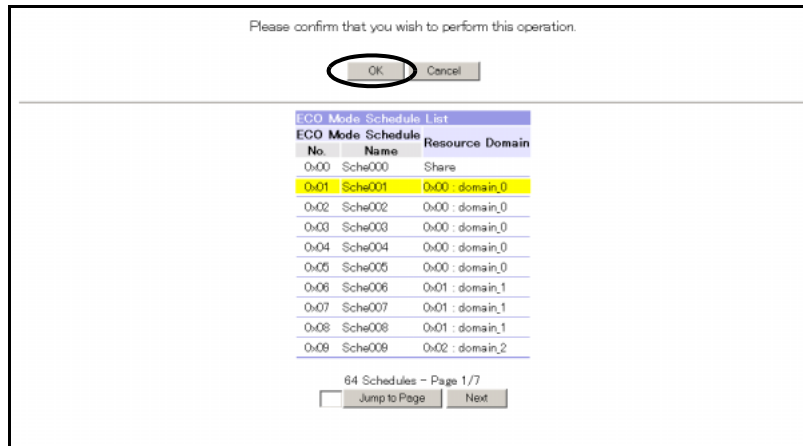 Please confirm that you wish to perform this operation.
OK Cancel
ECO Mode Schedule List
ECO Mode Schedule Resource Domain
No. Name
0x00 Sche000 Share
0x01 Sche001 0x00 : domain_0
0x02 Sche002 0x00 : domain_0
0x03 Sche003 0x00 : domain_0
0x04 Sche004 0x00 : domain_0
0x05 Sche005 0x00 : domain_0
0x06 Sche006 0x01 : domain_1
0x07 Sche007 0x01 : domain_1
0x08 Sche008 0x01 : domain_1
0x09 Sche009 0x02 : domain_2
64 Schedules - Page 1/7
Jump to Page Next